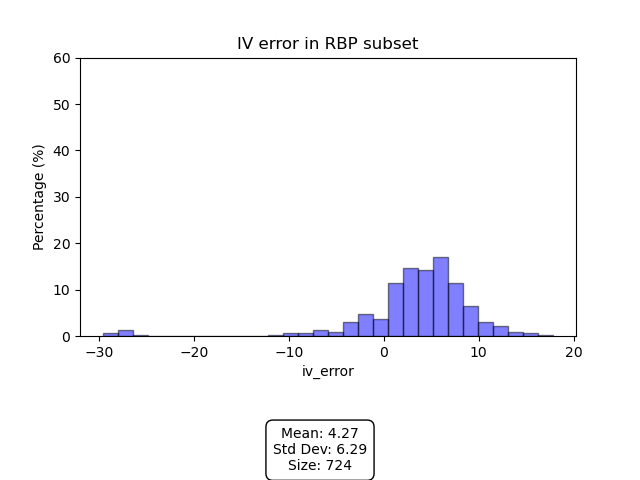 IV error in RBP subset
60
50
40
30
20
10
0
Percentage (%)
−30
−20
−10
0
10
20
iv_error
Mean: 4.27
Std Dev: 6.29
Size: 724